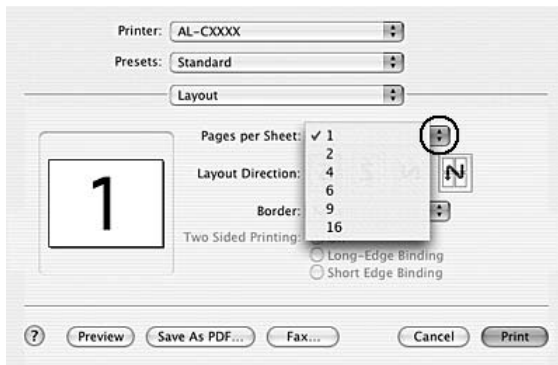 Printer: AL-CXXXX
Presets: Standard
Layout
Pages per Sheet: ✓ 1
2
4
6
9
16
Layout Direction:
Border:
Two Sided Printing:
Long-Edge Binding
Short Edge Binding
1
? Preview Save As PDF... Fax... Cancel Print